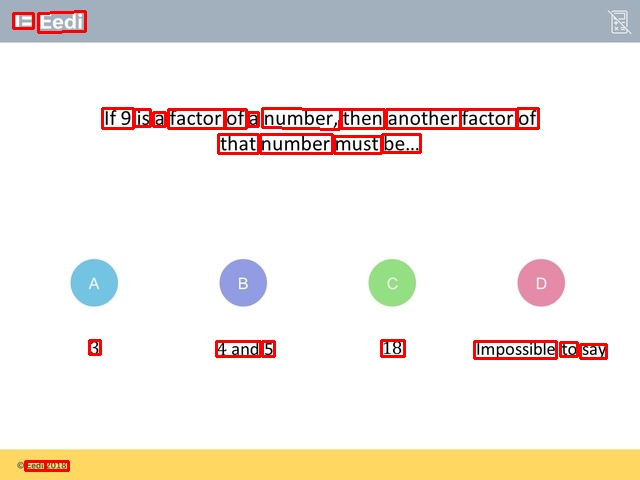 Eedi
If 9 is a factor of a number, then another factor of
that number must be...
A
B
C
D
3
4 and 5
18
Impossible to say
© Eedi 2018